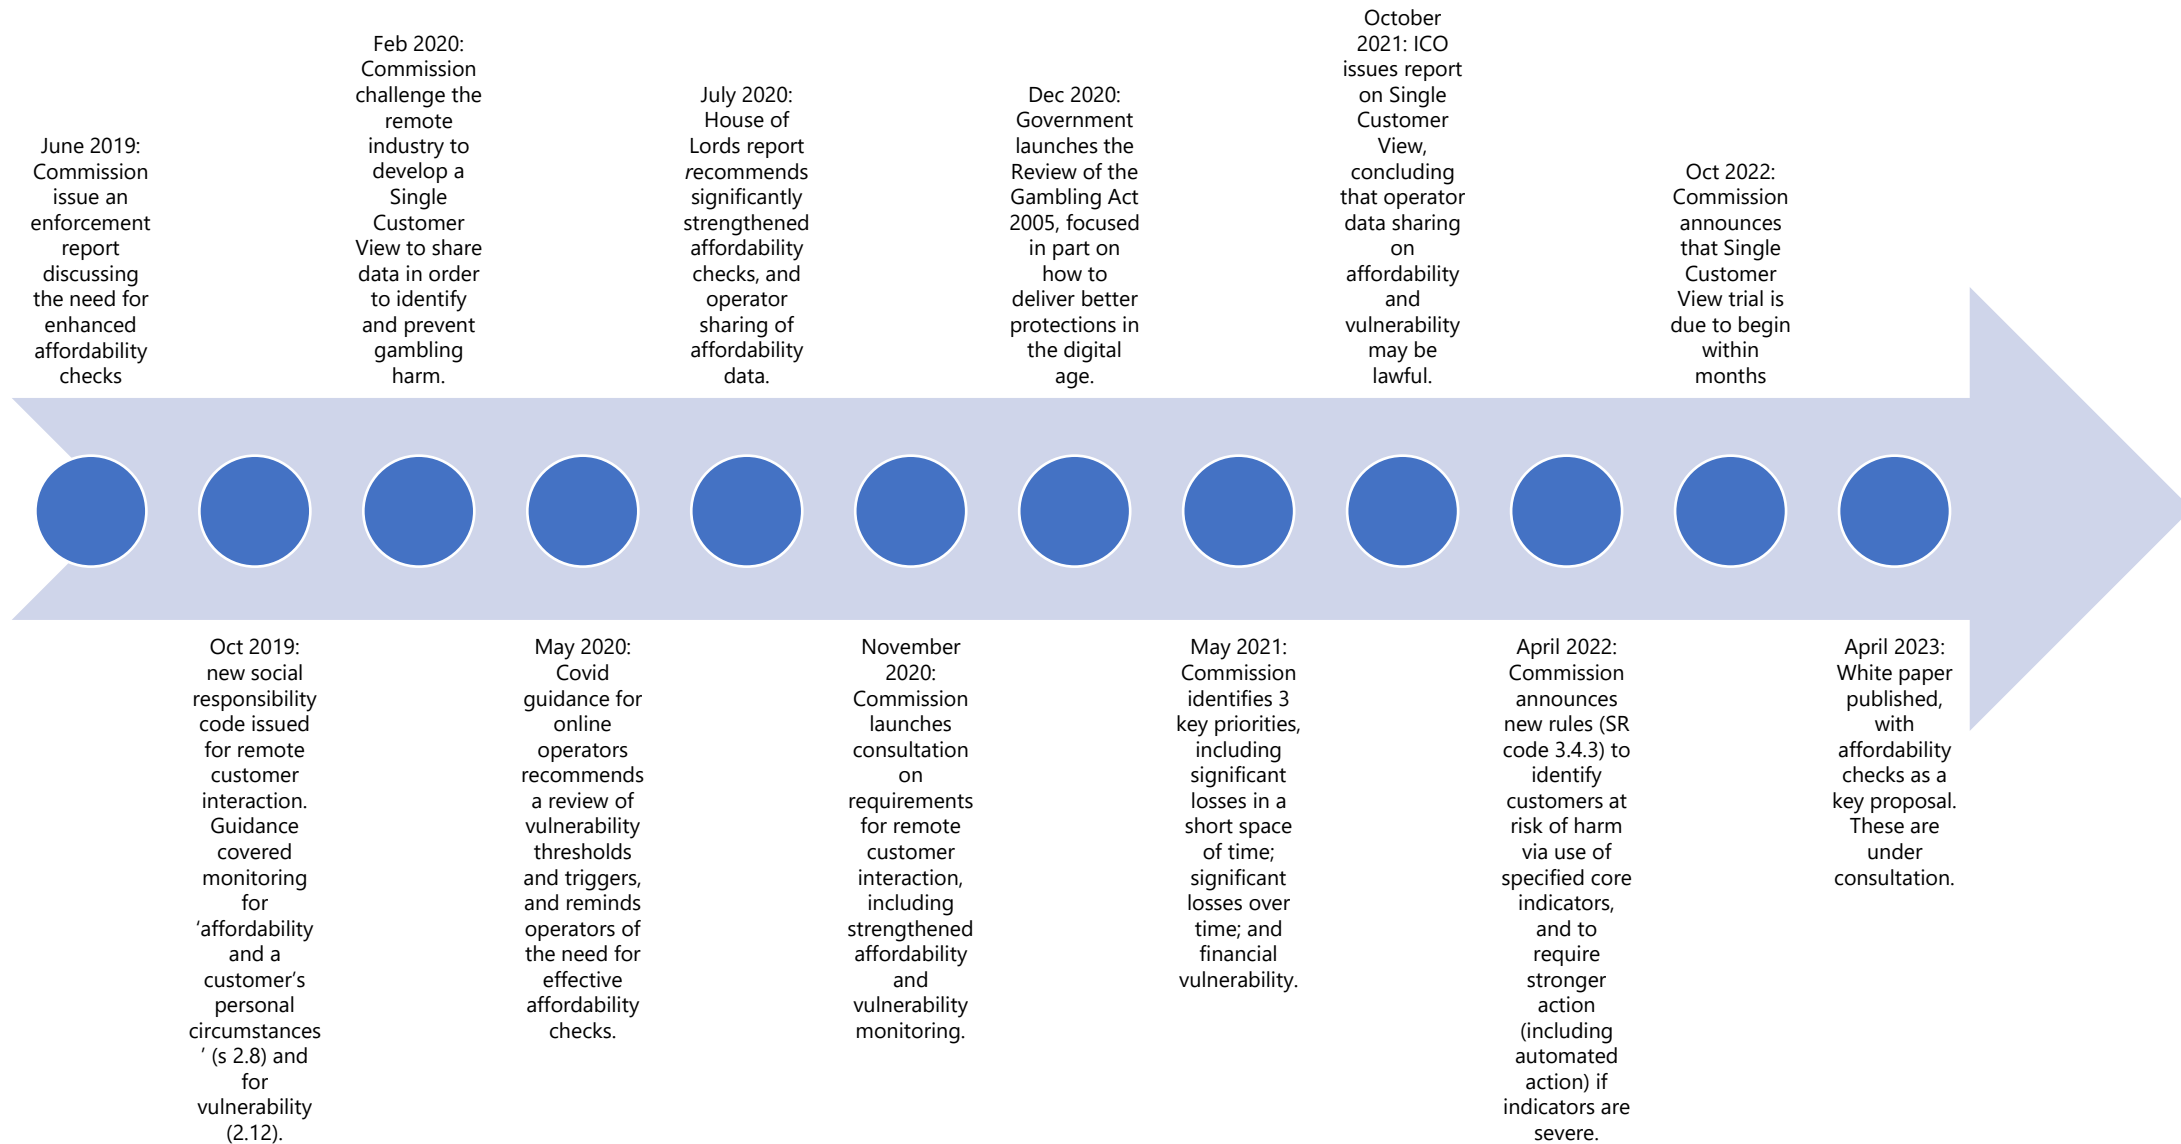 June 2019:
Commission
issue an
enforcement
report
discussing
the need for
enhanced
affordability
checks
Oct 2019:
new social
responsibility
code issued
for remote
customer
interaction.
Guidance
covered
monitoring
for
‘affordability
and a
customer’s
personal
circumstances
’ (s 2.8) and
for
vulnerability
(2.12).
Feb 2020:
Commission
challenge the
remote
industry to
develop a
Single
Customer
View to share
data in order
to identify
and prevent
gambling
harm.
May 2020:
Covid
guidance for
online
operators
recommends
a review of
vulnerability
thresholds
and triggers,
and reminds
operators of
the need for
effective
affordability
checks.
July 2020:
House of
Lords report
recommends
significantly
strengthened
affordability
checks, and
operator
sharing of
affordability
data.
November
2020:
Commission
launches
consultation
on
requirements
for remote
customer
interaction,
including
strengthened
affordability
and
vulnerability
monitoring.
Dec 2020:
Government
launches the
Review of the
Gambling Act
2005, focused
in part on
how to
deliver better
protections in
the digital
age.
May 2021:
Commission
identifies 3
key priorities,
including
significant
losses in a
short space
of time;
significant
losses over
time; and
financial
vulnerability.
October
2021: ICO
issues report
on Single
Customer
View,
concluding
that operator
data sharing
on
affordability
and
vulnerability
may be
lawful.
April 2022:
Commission
announces
new rules (SR
code 3.4.3) to
identify
customers at
risk of harm
via use of
specified core
indicators,
and to
require
stronger
action
(including
automated
action) if
indicators are
severe.
Oct 2022:
Commission
announces
that Single
Customer
View trial is
due to begin
within
months
April 2023:
White paper
published,
with
affordability
checks as a
key proposal.
These are
under
consultation.